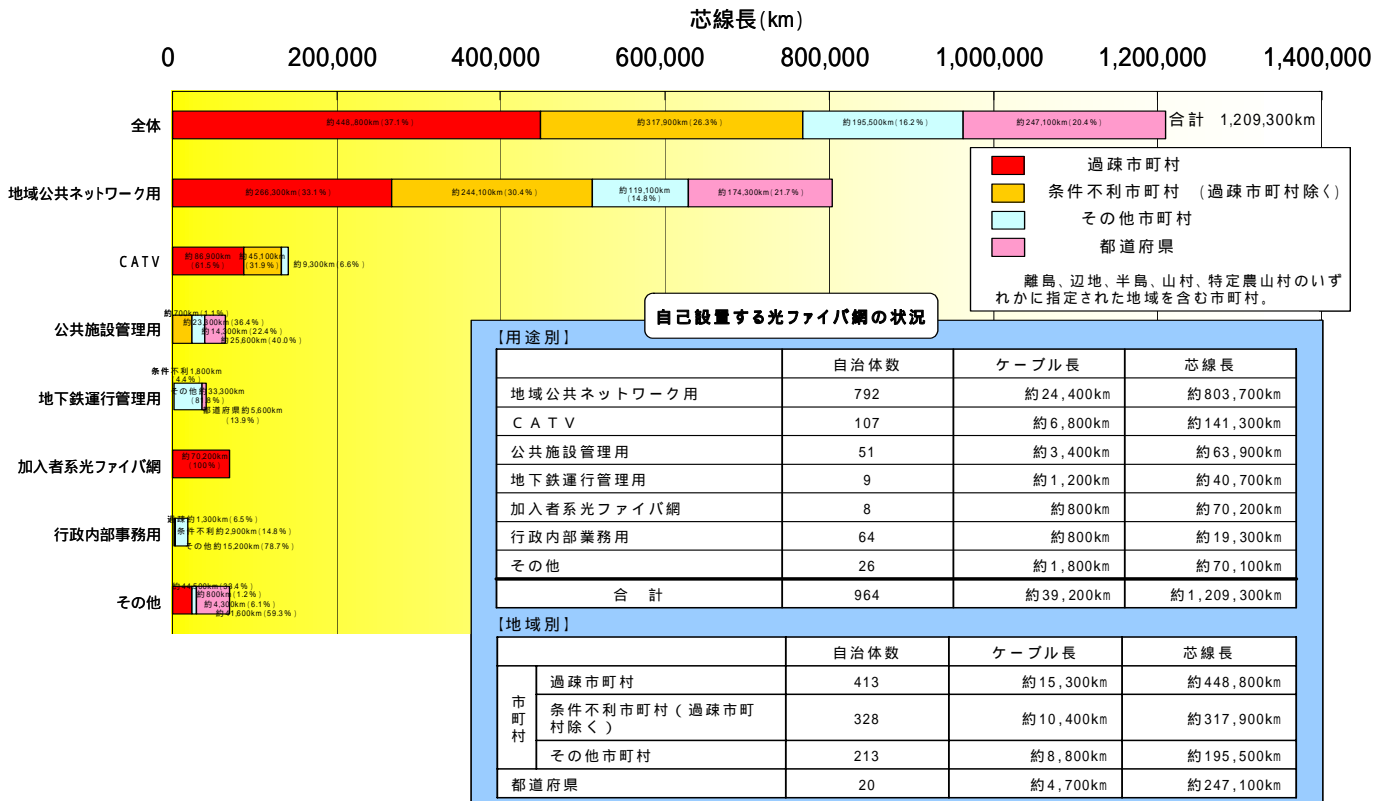 芯線長(km)
0 200,000 400,000 600,000 800,000 1,000,000 1,200,000 1,400,000
全体
約448,800km(37.1%) 約317,900km(26.3%) 約195,500km(16.2%) 約247,100km(20.4%) 合計 1,209,300km
地域公共ネットワーク用
約266,000km(33.1%) 約244,100km(30.4%) 約119,100km
(14.8%)
約174,300km(21.7%)
CATV
約86,900km
(61.5%)
約45,100km
(31.9%)
約9,300km(6.6%)
公共施設管理用
約700km(1.1%)
約23,300km(36.4%)
約14,300km(22.4%)
約25,600km(40.0%)
地下鉄運行管理用
条件不利1,800km
4.4%)
その他約33,300km
(81.8%)
都道府県約5,600km
(13.9%)
加入者系光ファイバ網
約70,200km
(100%)
行政内部事務用
過疎約1,300km(6.5%)
条件不利約2,900km(14.8%)
その他約15,200km(78.7%)
その他
約800km(1.2%)
約4,300km(6.1%)
約41,600km(59.3%)
過疎市町村
条件不利市町村 (過疎市町村除く)
その他市町村
都道府県
離島、辺地、半島、山村、特定農山村のいず
れかに指定された地域を含む市町村。
自己設置する光ファイバ網の状況
【用途別】
自治体数 ケーブル長 芯線長
地域公共ネットワーク用 792 約24,400km 約803,700km
CATV 107 約6,800km 約141,300km
公共施設管理用 51 約3,400km 約63,900km
地下鉄運行管理用 9 約1,200km 約40,700km
加入者系光ファイバ網 8 約800km 約70,200km
行政内部業務用 64 約800km 約19,300km
その他 26 約1,800km 約70,100km
合 計 964 約39,200km 約1,209,300km
【地域別】
自治体数 ケーブル長 芯線長
市町村
過疎市町村 413 約15,300km 約448,800km
条件不利市町村(過疎市町
村除く) 328 約10,400km 約317,900km
その他市町村 213 約8,800km 約195,500km
都道府県 20 約4,700km 約247,100km